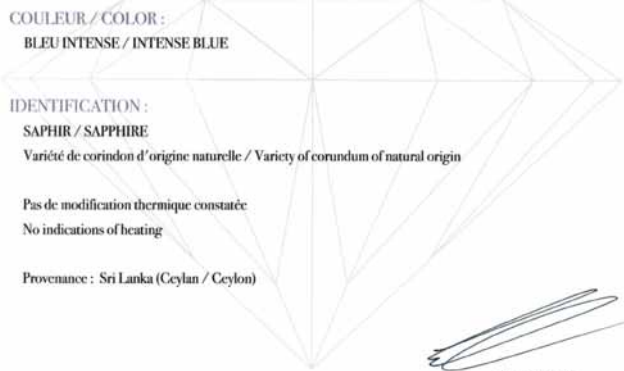 COULEUR / COLOR :
BLEU INTENSE / INTENSE BLUE
IDENTIFICATION :
SAPHIR / SAPPHIRE
Variété de corindon d'origine naturelle / Variety of corundum of natural origin
Pas de modification thermique constatée
No indications of heating
Provenance : Sri Lanka (Ceylan / Ceylon)